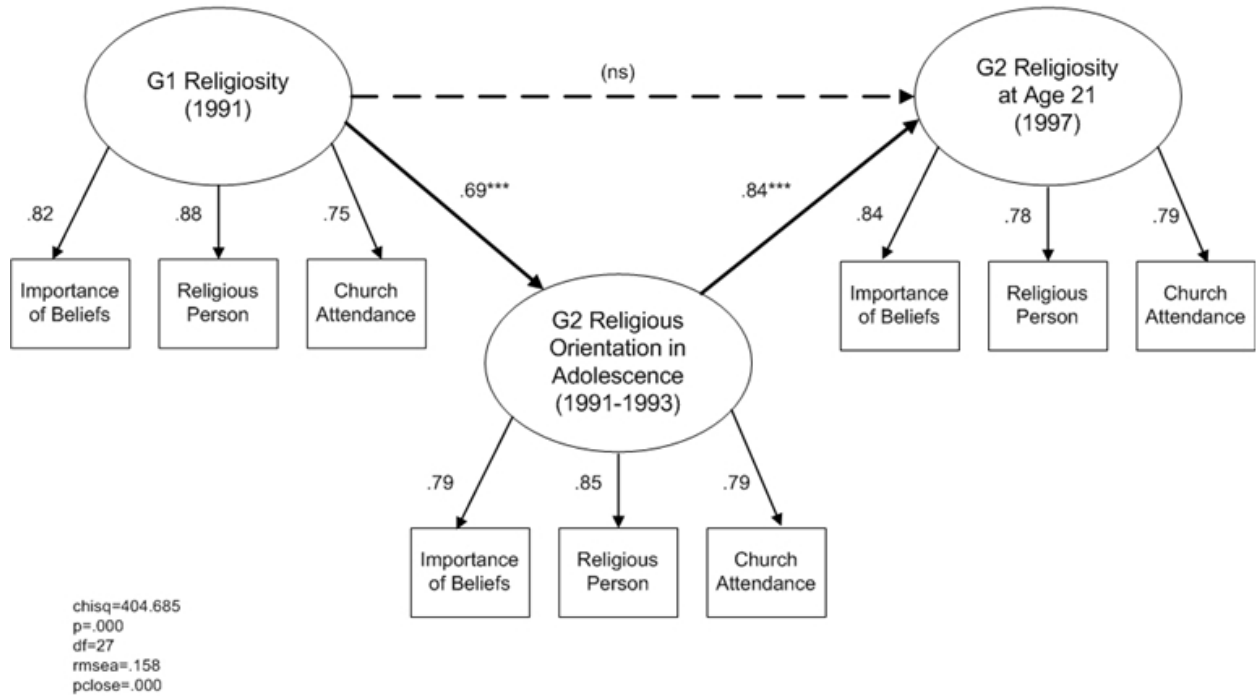 G1 Religiosity
(1991)
(ns)
G2 Religiosity
at Age 21
(1997)
.82
.88
.75
.69***
.84***
.84
.78
.79
Importance
of Beliefs
Religious
Person
Church
Attendance
Importance
of Beliefs
Religious
Person
Church
Attendance
G2 Religious
Orientation in
Adolescence
(1991-1993)
.79
.85
.79
Importance
of Beliefs
Religious
Person
Church
Attendance
chisq=404.685
p=.000
df=27
rmsea=.158
pclose=.000